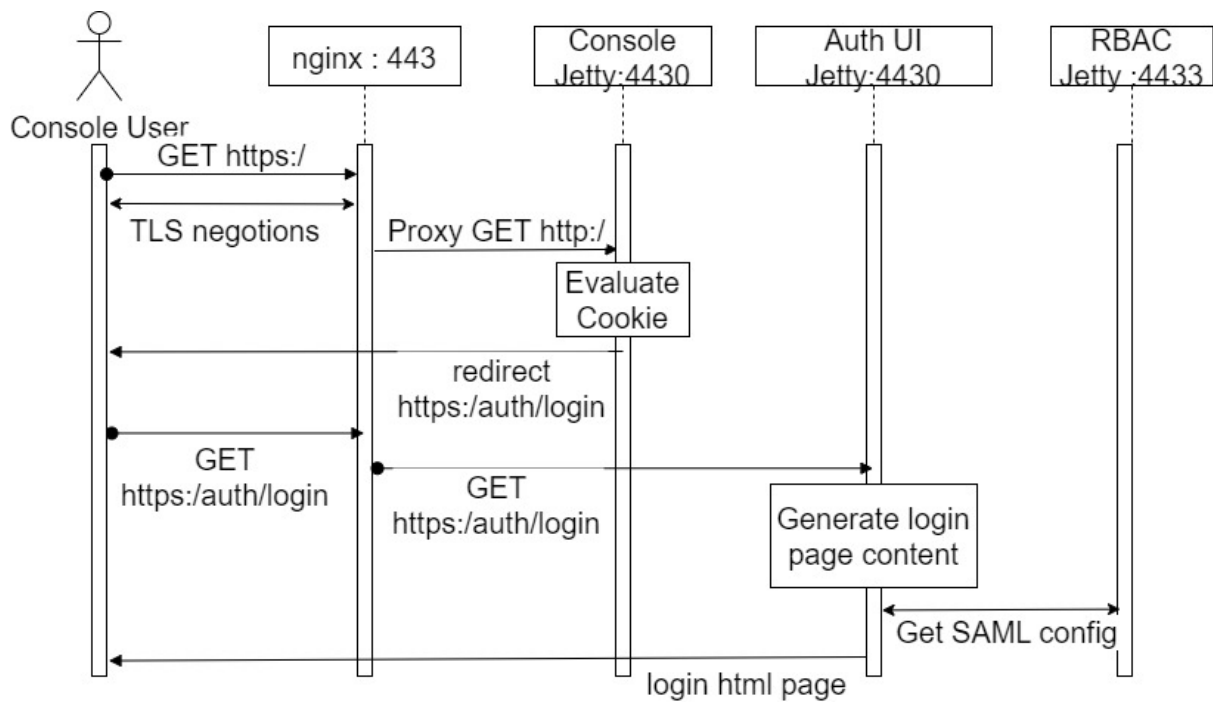 Console User
nginx : 443
Console
Jetty:4430
Auth UI
Jetty:4430
RBAC
Jetty :4433
GET https:/
TLS negotions
Proxy GET http:/
Evaluate
Cookie
redirect
https:/auth/login
GET
https:/auth/login
GET
https:/auth/login
Generate login
page content
Get SAML config
login html page